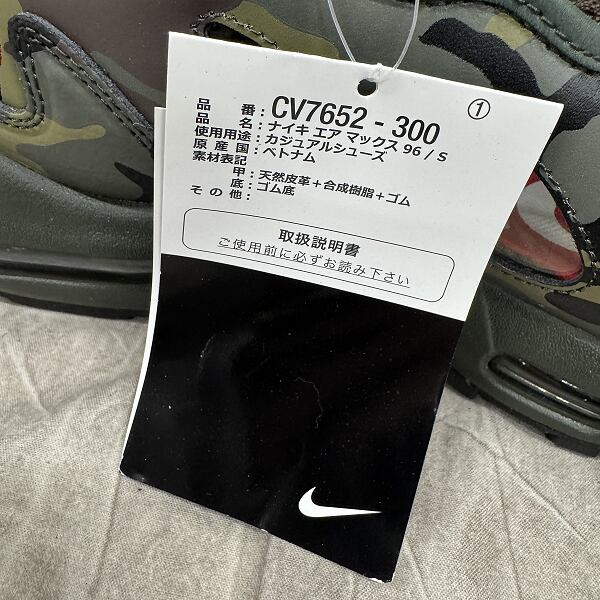 ①
品番:CV7652-300
品名:ナイキ エア マックス 96 / S
使用用途:カジュアルシューズ
原産国:ベトナム
素材表記
甲:天然皮革+合成樹脂+ゴム
底:ゴム底
その他:
取扱説明書
ご使用前に必ずお読み下さい